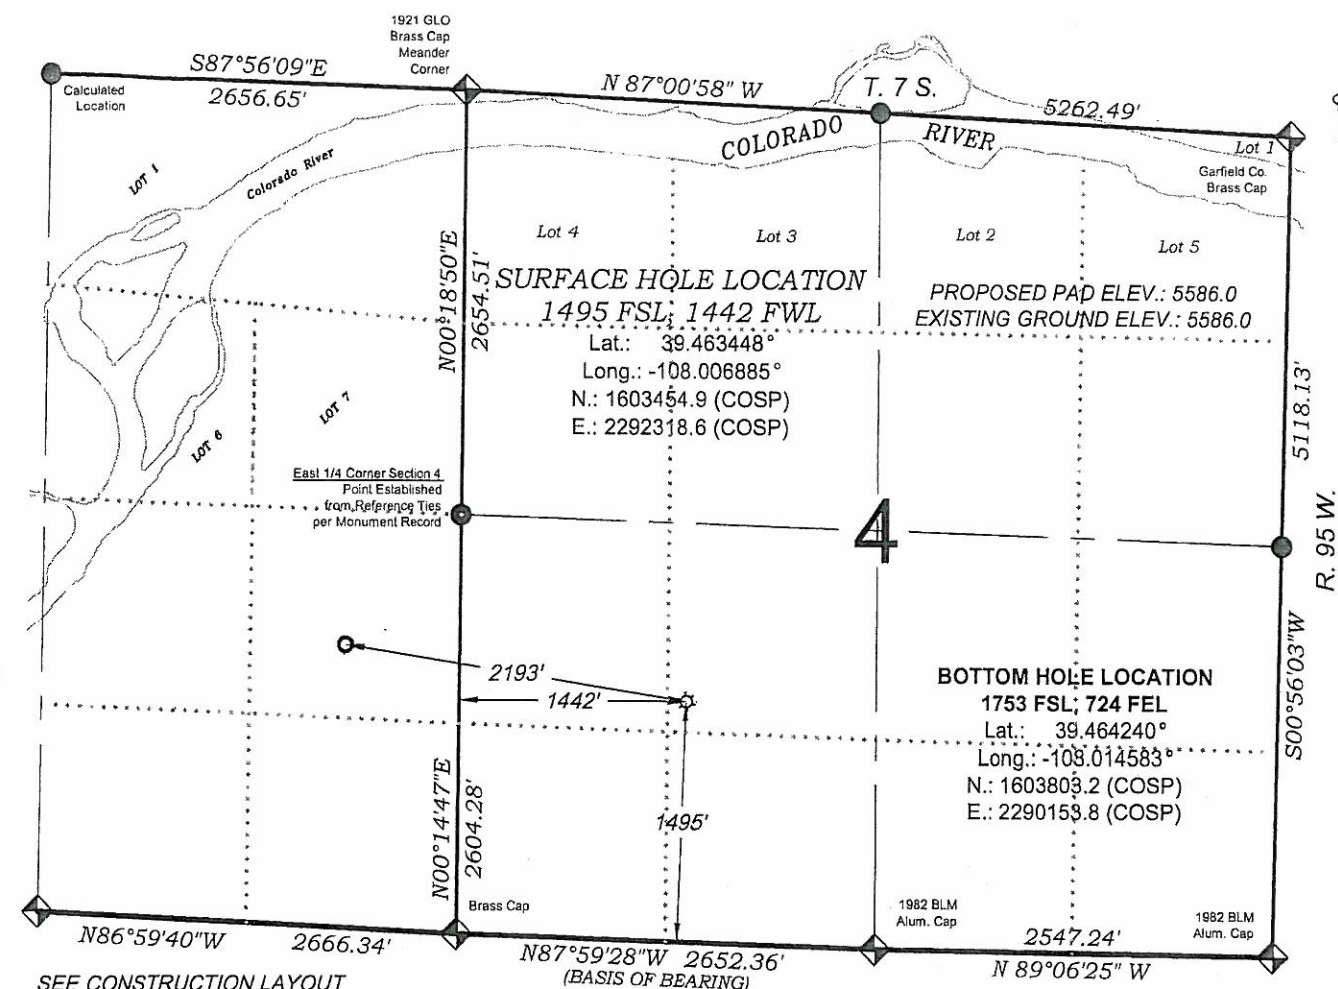 1921 GLO
Brass Cap
Meander
Corner
S87°56'09"E
2656.65'
Calculated
Location
N 87°00'58" W
T. 7 S.
5262.49'
COLORADO RIVER
Lot 1
Garfield Co.
Brass Cap
LOT 1
Colorado River
Lot 4
Lot 3
Lot 2
Lot 5
N00°18'50"E
2654.51'
SURFACE HOLE LOCATION
1495 FSL; 1442 FWL
Lat.: 39.463448°
Long.: -108.006885°
N.: 1603454.9 (COSP)
E.: 2292318.6 (COSP)
PROPOSED PAD ELEV.: 5586.0
EXISTING GROUND ELEV.: 5586.0
5118.13'
LOT 7
LOT 6
East 1/4 Corner Section 4
Point Established
from Reference Ties
per Monument Record
4
R. 95 W.
S00°56'03"W
2193'
1442'
1495'
BOTTOM HOLE LOCATION
1753 FSL; 724 FEL
Lat.: 39.464240°
Long.: -108.014583°
N.: 1603803.2 (COSP)
E.: 2290153.8 (COSP)
N00°14'47"E
2604.28'
Brass Cap
1982 BLM
Alum. Cap
1982 BLM
Alum. Cap
N86°59'40"W 2666.34'
N87°59'28"W 2652.36'
(BASIS OF BEARING)
2547.24'
N 89°06'25" W
SEE CONSTRUCTION LAYOUT